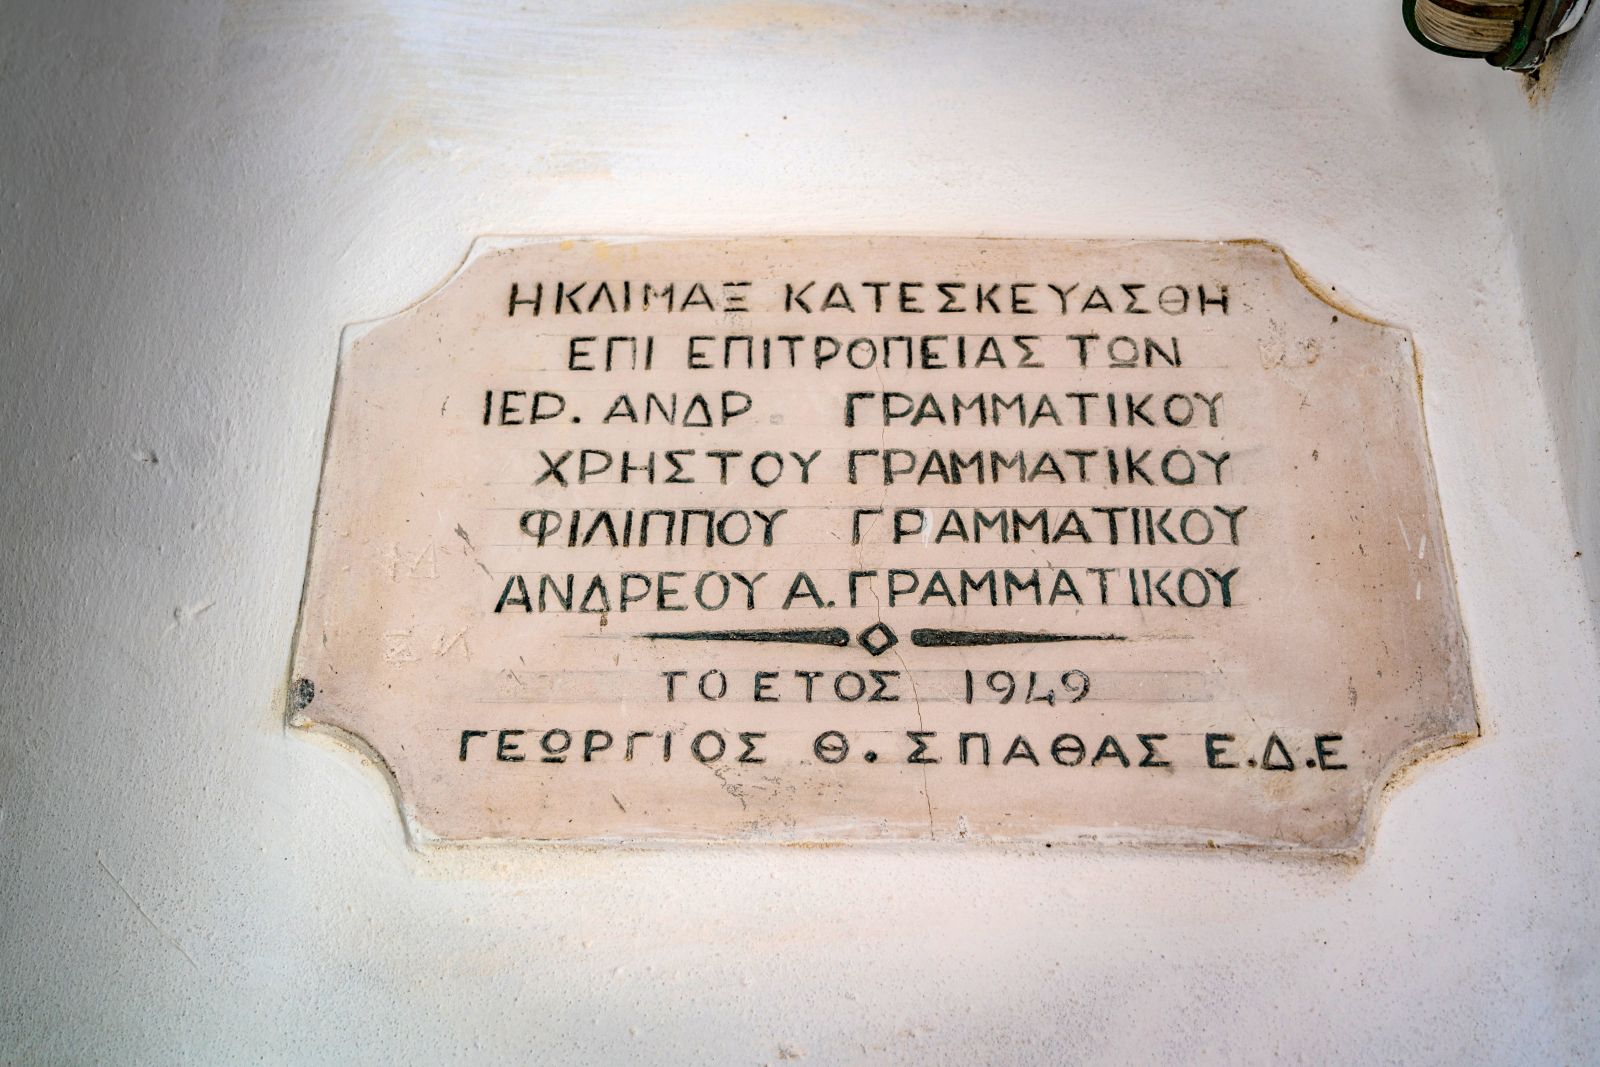 Η ΚΛΙΜΑΞ ΚΑΤΕΣΚΕΥΑΣΘΗ
ΕΠΙ ΕΠΙΤΡΟΠΕΙΑΣ ΤΩΝ
ΙΕΡ. ΑΝΔΡ. ΓΡΑΜΜΑΤΙΚΟΥ
ΧΡΗΣΤΟΥ ΓΡΑΜΜΑΤΙΚΟΥ
ΦΙΛΙΠΠΟΥ ΓΡΑΜΜΑΤΙΚΟΥ
ΑΝΔΡΕΟΥ Α. ΓΡΑΜΜΑΤΙΚΟΥ
ΤΟ ΕΤΟΣ 1949
ΓΕΩΡΓΙΟΣ Θ. ΣΠΑΘΑΣ Ε.Δ.Ε